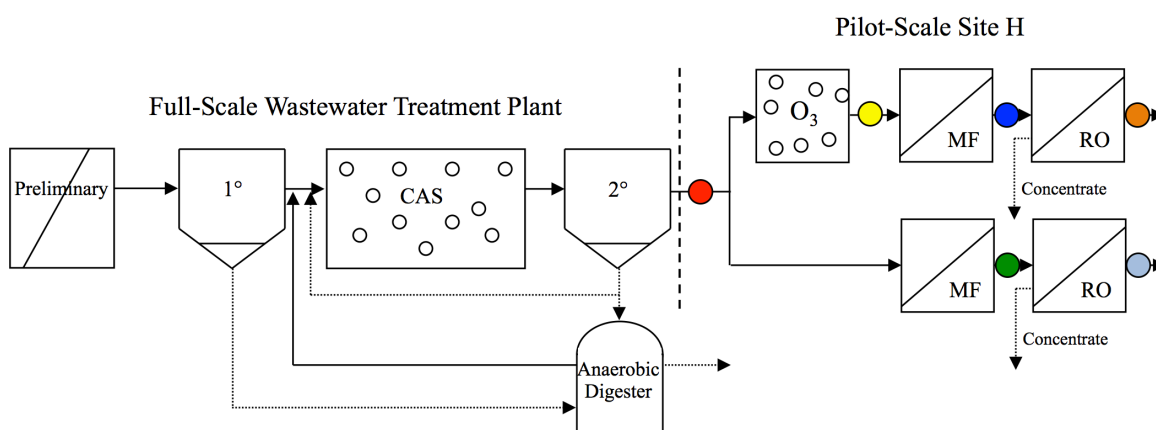 Pilot-Scale Site H
Full-Scale Wastewater Treatment Plant
Preliminary
1°
CAS
2°
O₃
MF
RO
Concentrate
MF
RO
Concentrate
Anaerobic
Digester